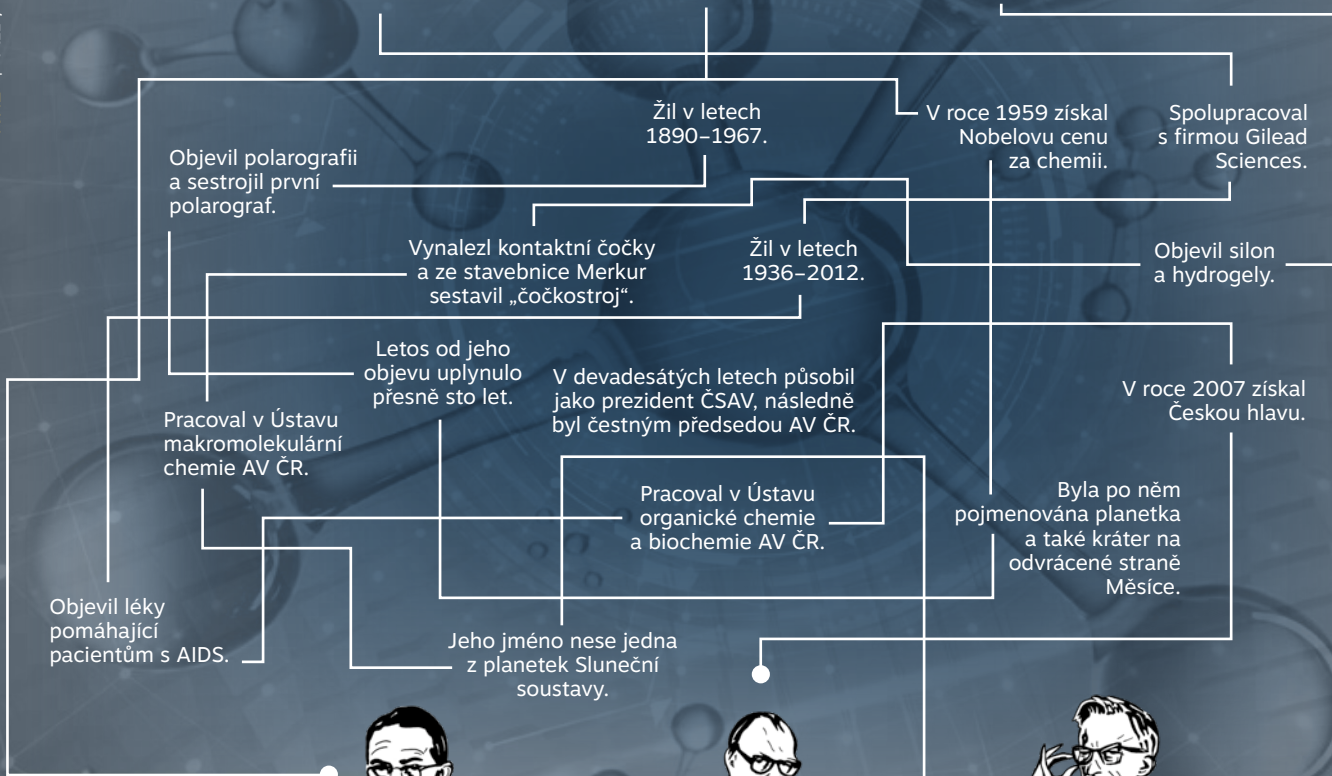 Žil v letech
1890–1967.
V roce 1959 získal
Nobelovu cenu
za chemii.
Spolupracoval
s firmou Gilead
Sciences.
Objevil polarografii
a sestrojil první
polarograf.
Vynalezl kontaktní čočky
a ze stavebnice Merkur
sestavil „čočkostroj“.
Žil v letech
1936–2012.
Objevil silon
a hydrogely.
Letos od jeho
objevu uplynulo
přesně sto let.
V devadesátých letech působil
jako prezident ČSAV, následně
byl čestným předsedou AV ČR.
V roce 2007 získal
Českou hlavu.
Pracoval v Ústavu
makromolekulární
chemie AV ČR.
Pracoval v Ústavu
organické chemie
a biochemie AV ČR.
Byla po něm
pojmenována planetka
a také kráter na
odvrácené straně
Měsíce.
Objevil léky
pomáhající
pacientům s AIDS.
Jeho jméno nese jedna
z planetek Sluneční
soustavy.